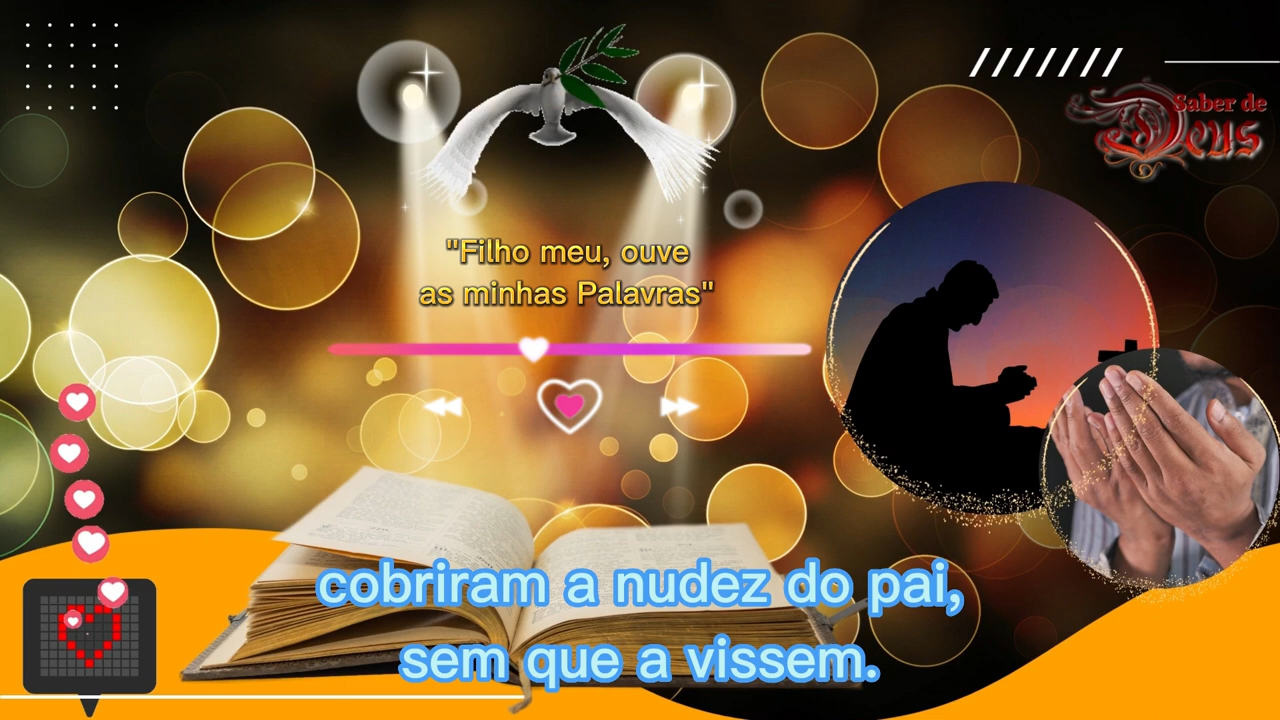 Saber de
Deus
"Filho meu, ouve
as minhas Palavras"
cobriram a nudez do pai,
sem que a vissem.